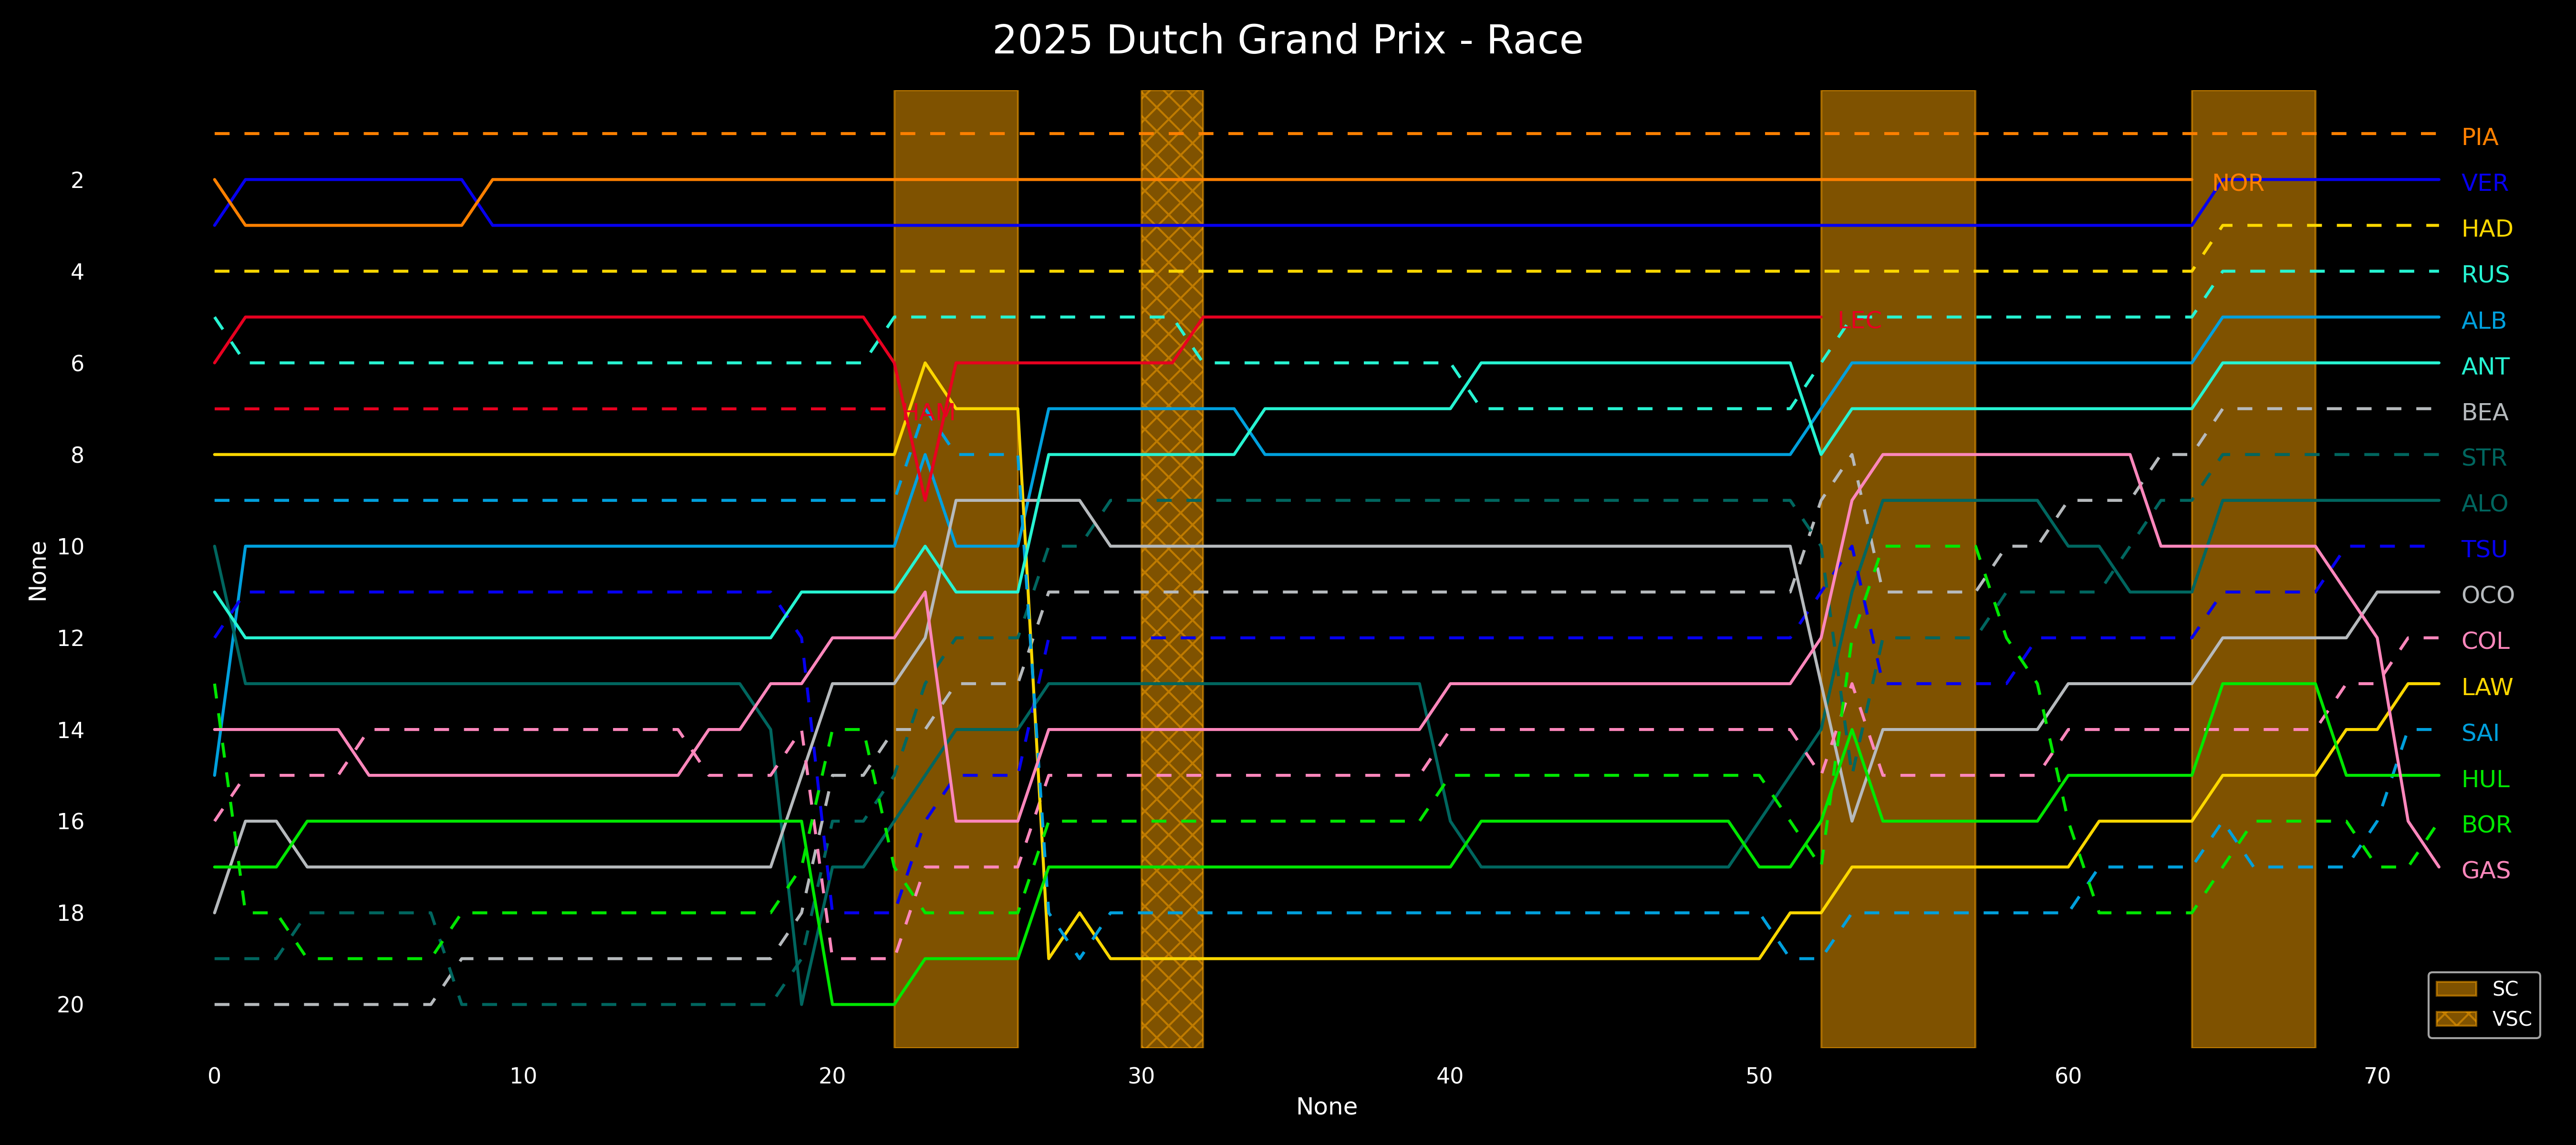 2025 Dutch Grand Prix - Race
PIA
2
NOR
VER
HAD
4
RUS
LEC
ALB
6
ANT
HAM
BEA
8
STR
ALO
10
TSU
None
OCO
12
COL
LAW
14
SAI
HUL
16
BOR
GAS
18
20
SC
VSC
0 10 20 30 40 50 60 70
None